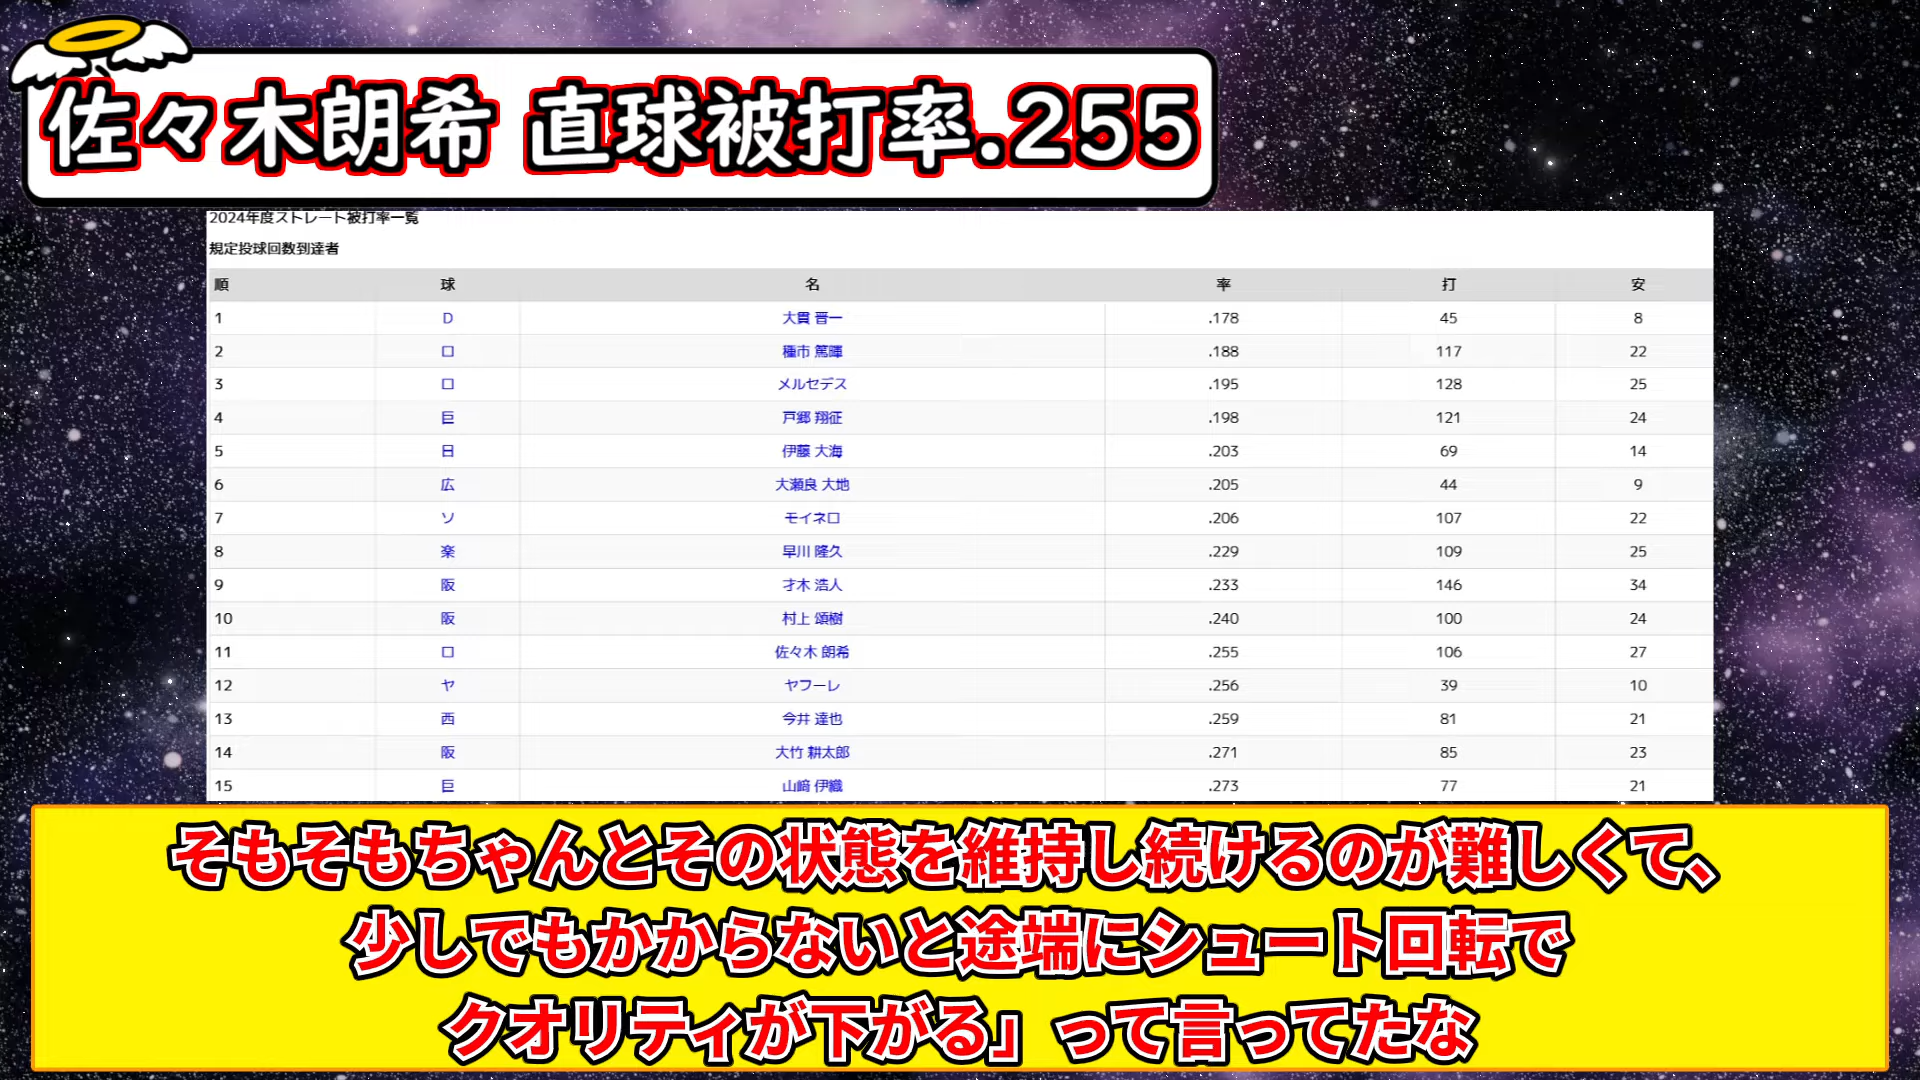 佐々木朗希 直球被打率.255
2024年度ストレート被打率一覧
規定投球回数到達者
順 球 名 率 打 安
1 D 大貫 晋一 .178 45 8
2 ロ 種市 篤暉 .188 117 22
3 ロ メルセデス .195 128 25
4 巨 戸郷 翔征 .198 121 24
5 日 伊藤 大海 .203 69 14
6 広 大瀬良 大地 .205 44 9
7 ソ モイネロ .206 107 22
8 楽 早川 隆久 .229 109 25
9 阪 才木 浩人 .233 146 34
10 阪 村上 頌樹 .240 100 24
11 ロ 佐々木 朗希 .255 106 27
12 ヤ ヤフーレ .256 39 10
13 西 今井 達也 .259 81 21
14 阪 大竹 耕太郎 .271 85 23
15 巨 山﨑 伊織 .273 77 21
そもそもちゃんとその状態を維持し続けるのが難しくて、
少しでもかからないと途端にシュート回転で
クオリティが下がる」って言ってたな